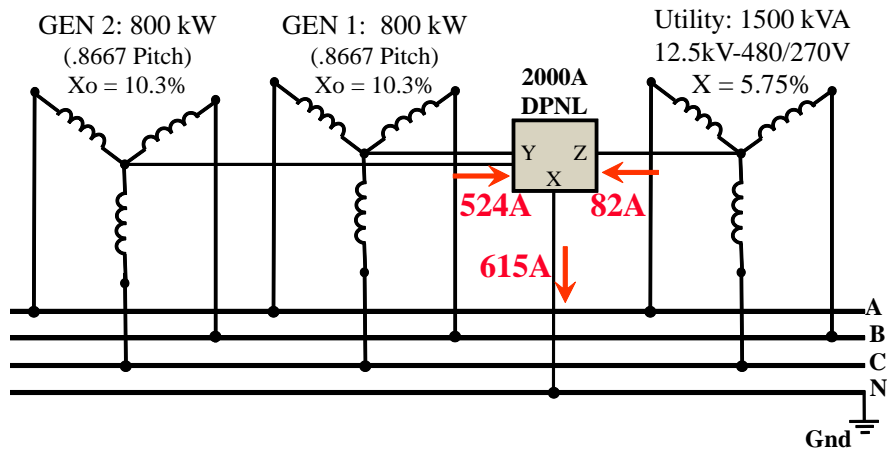 GEN 2: 800 kW
(.8667 Pitch)
Xo = 10.3%
GEN 1: 800 kW
(.8667 Pitch)
Xo = 10.3%
2000A
DPNL
Utility: 1500 kVA
12.5kV-480/270V
X = 5.75%
Y
Z
X
524A
82A
615A
A
B
C
N
Gnd